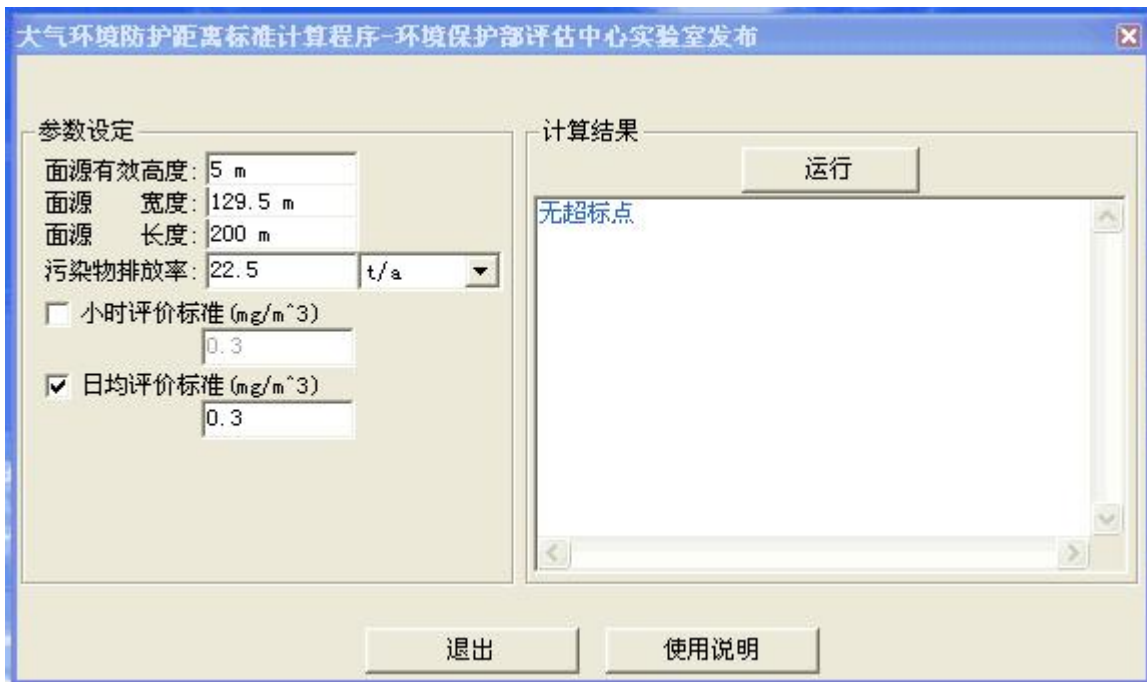 大气环境防护距离标准计算程序-环境保护部评估中心实验室发布
参数设定
面源有效高度: 5 m
面源 宽度: 129.5 m
面源 长度: 200 m
污染物排放率: 22.5 t/a
小时评价标准(mg/m^3)
0.3
日均评价标准(mg/m^3)
0.3
计算结果
运行
无超标点
退出 使用说明